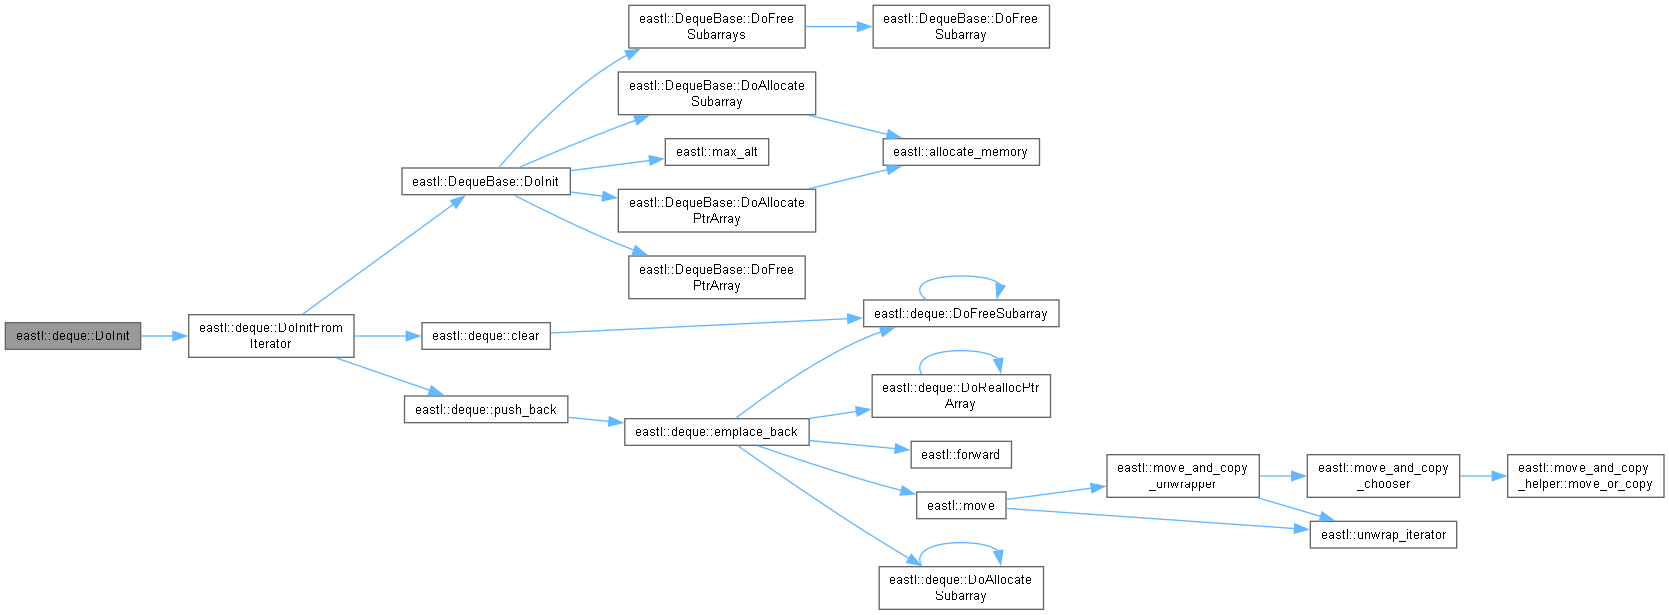 eastl::DequeBase::DoFree
Subarrays
eastl::DequeBase::DoFree
Subarray
eastl::DequeBase::DoAllocate
Subarray
eastl::max_alt
eastl::allocate_memory
eastl::DequeBase::DoInit
eastl::DequeBase::DoAllocate
PtrArray
eastl::DequeBase::DoFree
PtrArray
eastl::deque::DoInit
eastl::deque::DoInitFrom
Iterator
eastl::deque::clear
eastl::deque::DoFreeSubarray
eastl::deque::DoReallocPtr
Array
eastl::deque::push_back
eastl::deque::emplace_back
eastl::forward
eastl::move
eastl::move_and_copy
_unwrapper
eastl::move_and_copy
_chooser
eastl::move_and_copy
_helper::move_or_copy
eastl::unwrap_iterator
eastl::deque::DoAllocate
Subarray